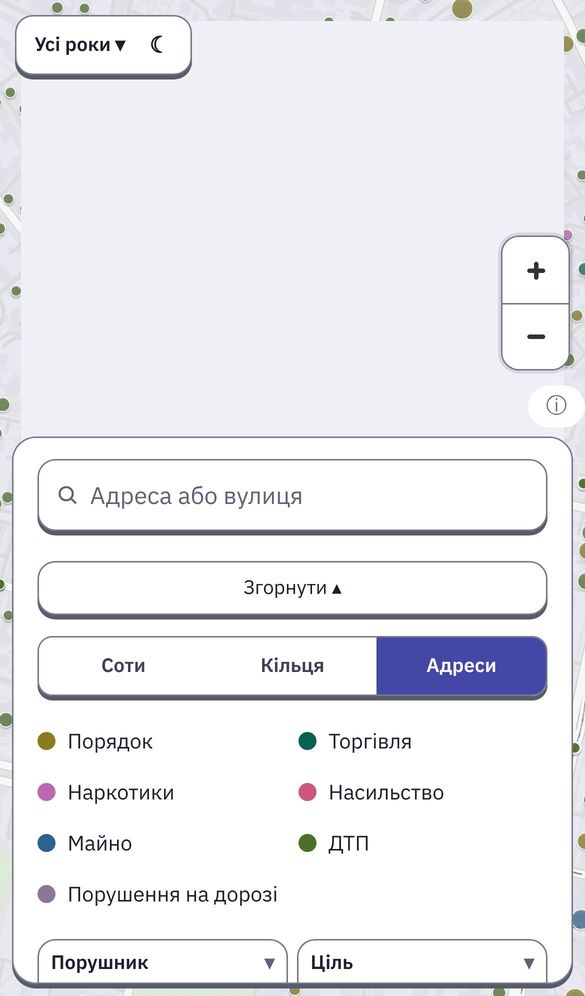 Усі роки ▾ ☾
+
−
ⓘ
Адреса або вулиця
Згорнути ▴
Соти Кільця Адреси
Порядок Торгівля
Наркотики Насильство
Майно ДТП
Порушення на дорозі
Порушник ▾ Ціль ▾